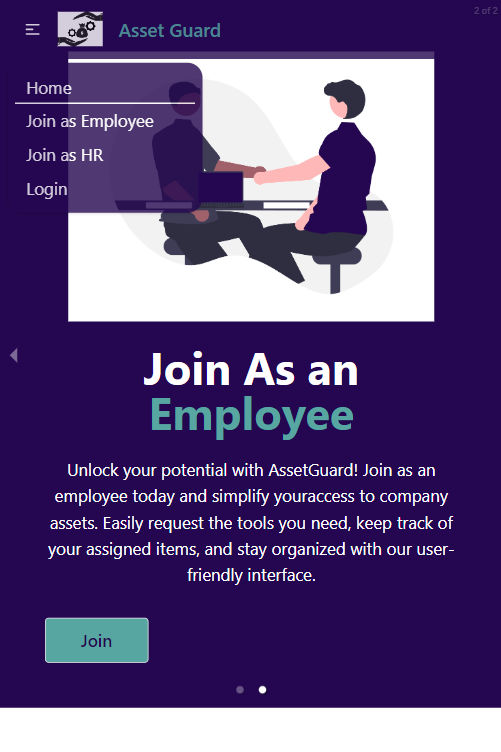 2 of 2
Asset Guard
Home
Join as Employee
Join as HR
Login
Join As an
Employee
Unlock your potential with AssetGuard! Join as an
employee today and simplify youraccess to company
assets. Easily request the tools you need, keep track of
your assigned items, and stay organized with our user-
friendly interface.
Join